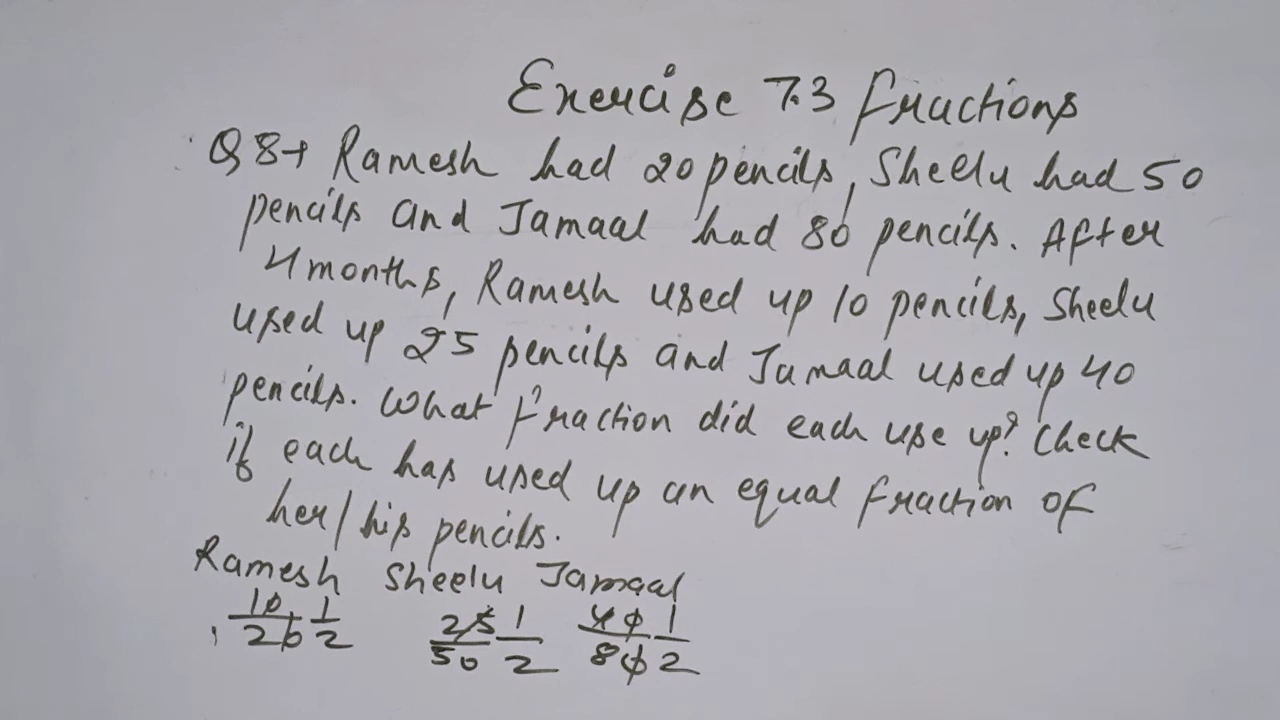 Exercise 7.3 fractions
Q 8→ Ramesh had 20 pencils, Sheelu had 50
pencils and Jamaal had 80 pencils. After
4 months, Ramesh used up 10 pencils, Sheelu
used up 25 pencils and Jamaal used up 40
pencils. What fraction did each use up? Check
if each has used up an equal fraction of
her/his pencils.
Ramesh Sheelu Jamaal
10/20 1/2 25/50 1/2 40/80 1/2